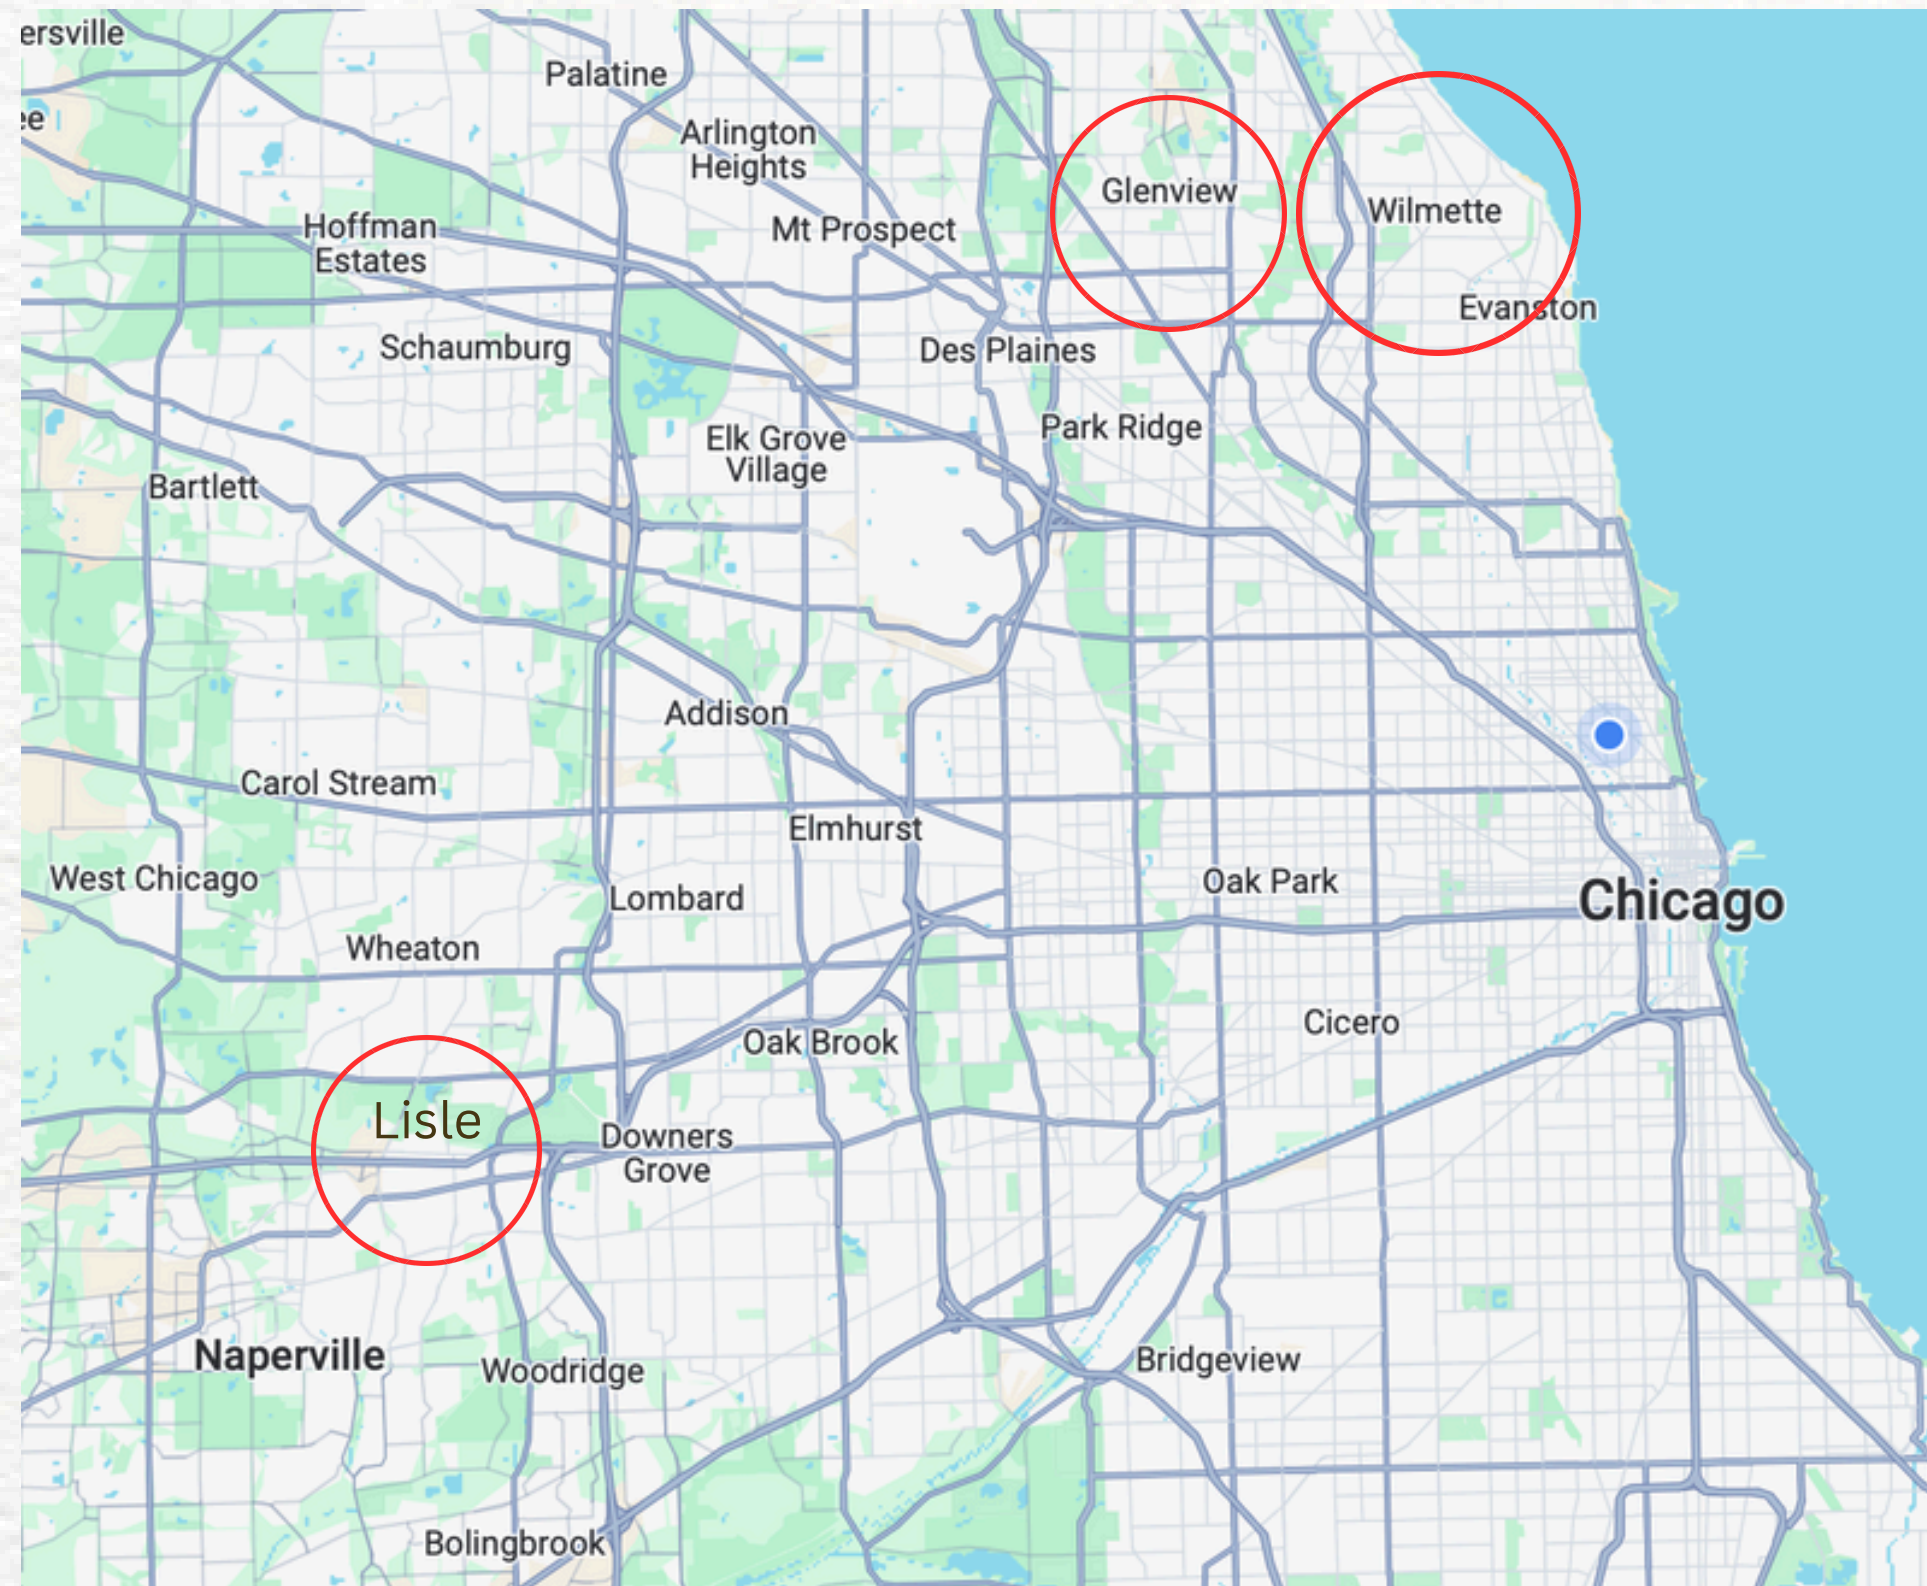 ersville
Palatine
ee
Arlington
Heights
Glenview
Wilmette
Hoffman
Estates
Mt Prospect
Evanston
Schaumburg
Des Plaines
Park Ridge
Elk Grove
Village
Bartlett
Addison
Carol Stream
Elmhurst
West Chicago
Lombard
Oak Park
Chicago
Wheaton
Cicero
Oak Brook
Lisle
Downers
Grove
Naperville
Woodridge
Bridgeview
Bolingbrook